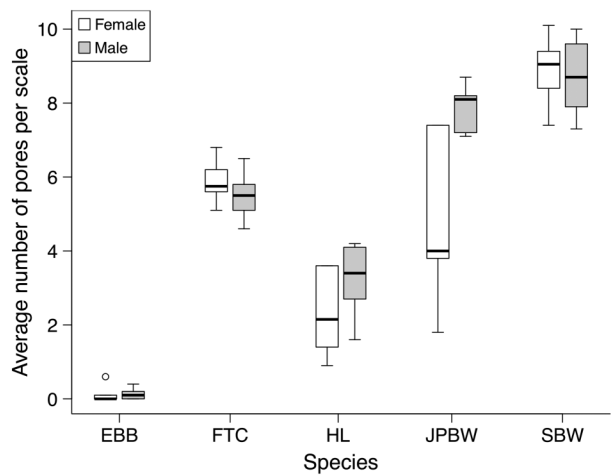 Female
Male
Average number of pores per scale
10
8
6
4
2
0
EBB FTC HL JPBW SBW
Species